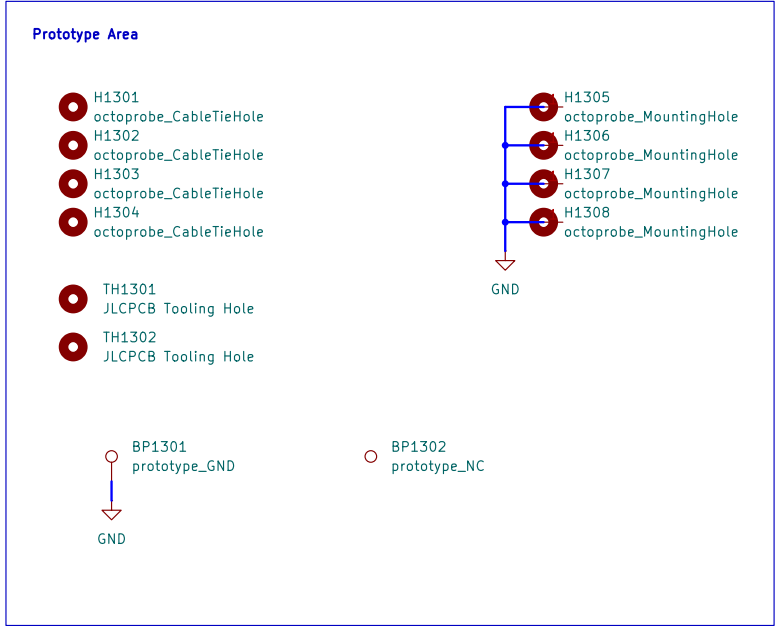 Prototype Area
H1301
octoprobe_CableTieHole
H1302
octoprobe_CableTieHole
H1303
octoprobe_CableTieHole
H1304
octoprobe_CableTieHole
H1305
octoprobe_MountingHole
H1306
octoprobe_MountingHole
H1307
octoprobe_MountingHole
H1308
octoprobe_MountingHole
GND
TH1301
JLCPCB Tooling Hole
TH1302
JLCPCB Tooling Hole
BP1301
prototype_GND
GND
BP1302
prototype_NC